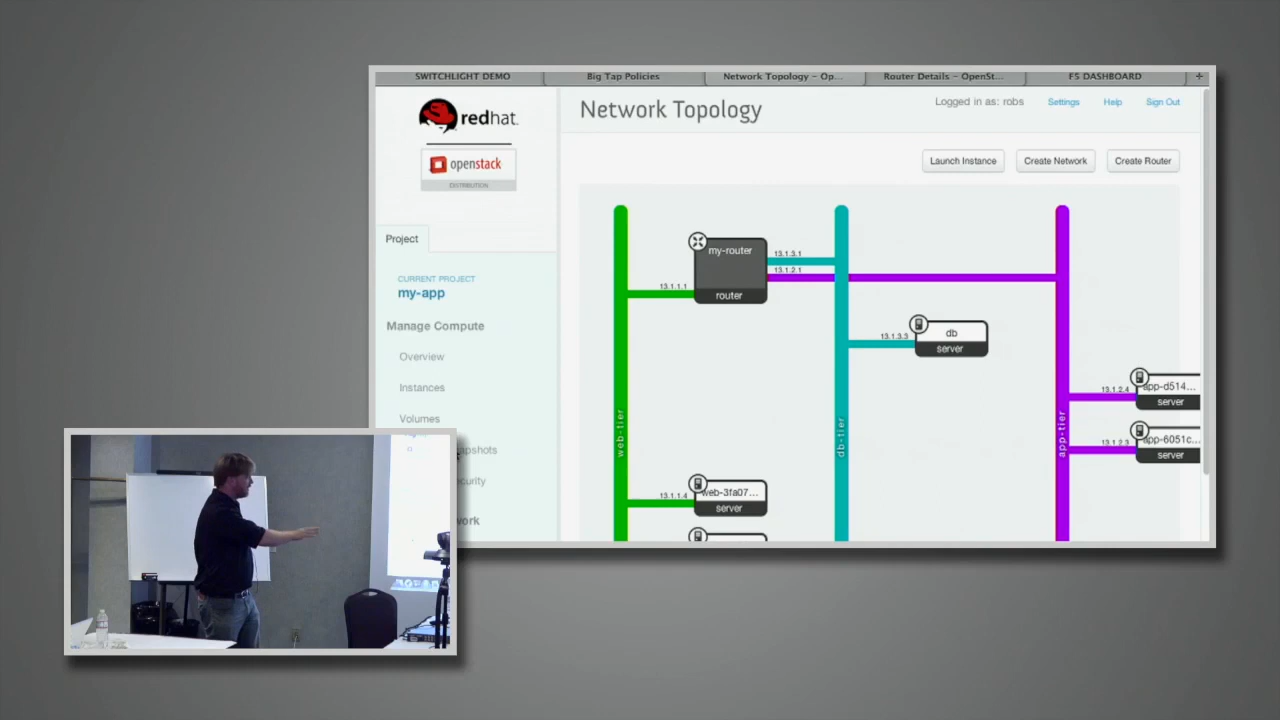 SWITCHLIGHT DEMO
Big Tap Policies
Network Topology – Op...
Router Details – OpenSt...
F5 DASHBOARD
+
redhat.
openstack
DISTRIBUTION
Network Topology
Logged in as: robs
Settings
Help
Sign Out
Launch Instance
Create Network
Create Router
Project
CURRENT PROJECT
my-app
Manage Compute
Overview
Instances
Volumes
apshots
ecurity
work
my-router
router
13.1.3.1
13.1.2.1
13.1.1.1
db
server
13.1.3.3
app-d514...
server
13.1.2.4
app-6051c...
server
13.1.2.3
web-tier
db-tier
app-tier
13.1.1.4
web-3fa07...
server